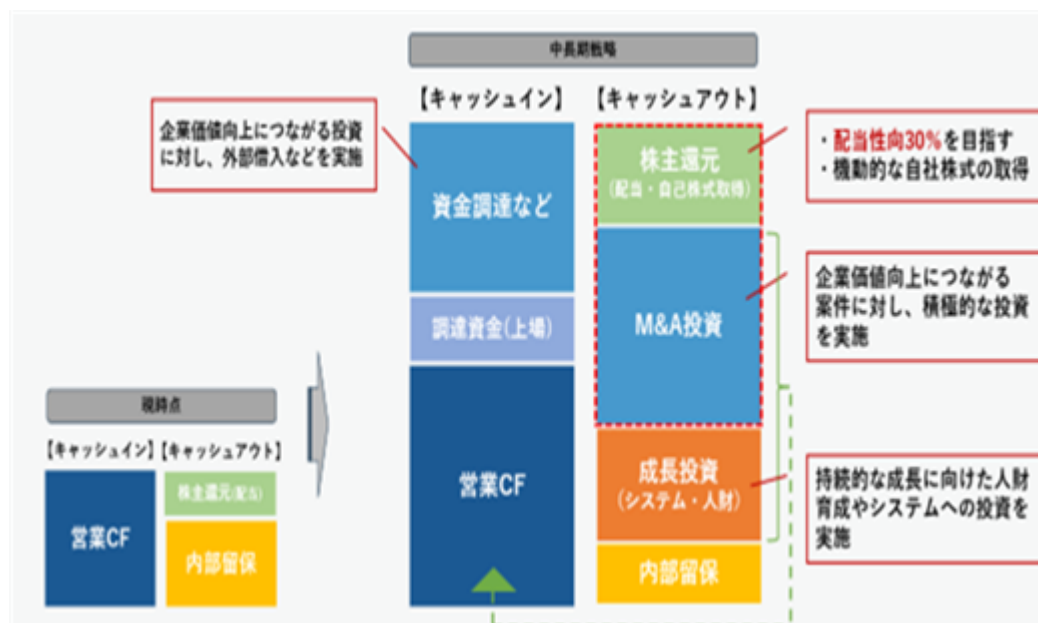 中長期戦略
【キャッシュイン】
【キャッシュアウト】
企業価値向上につながる投資
に対し、外部借入などを実施
資金調達など
調達資金(上場)
営業CF
株主還元
(配当・自己株式取得)
M&A投資
成長投資
(システム・人財)
内部留保
・配当性向30%を目指す
・機動的な自社株式の取得
企業価値向上につながる
案件に対し、積極的な投資
を実施
持続的な成長に向けた人財
育成やシステムへの投資を
実施
現時点
【キャッシュイン】
【キャッシュアウト】
営業CF
株主還元(配当)
内部留保